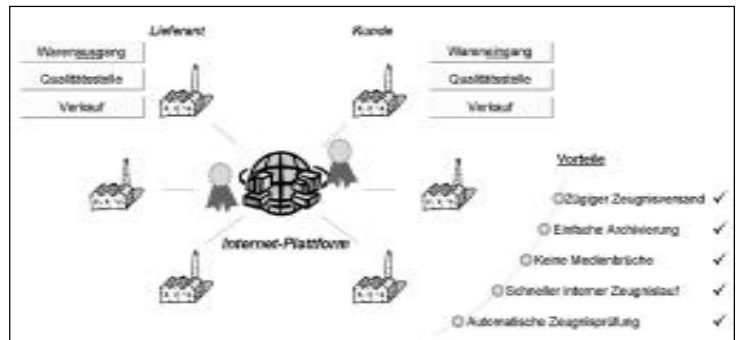 Lieferant
Kunde
Warenausgang
Qualitätsstelle
Verkauf
Wareneingang
Qualitätsstelle
Verkauf
Internet-Plattform
Vorteile
Zügiger Zeugnisversand ✓
Einfache Archivierung ✓
Keine Medienbrüche ✓
Schneller interner Zeugnislauf ✓
Automatische Zeugnisprüfung ✓